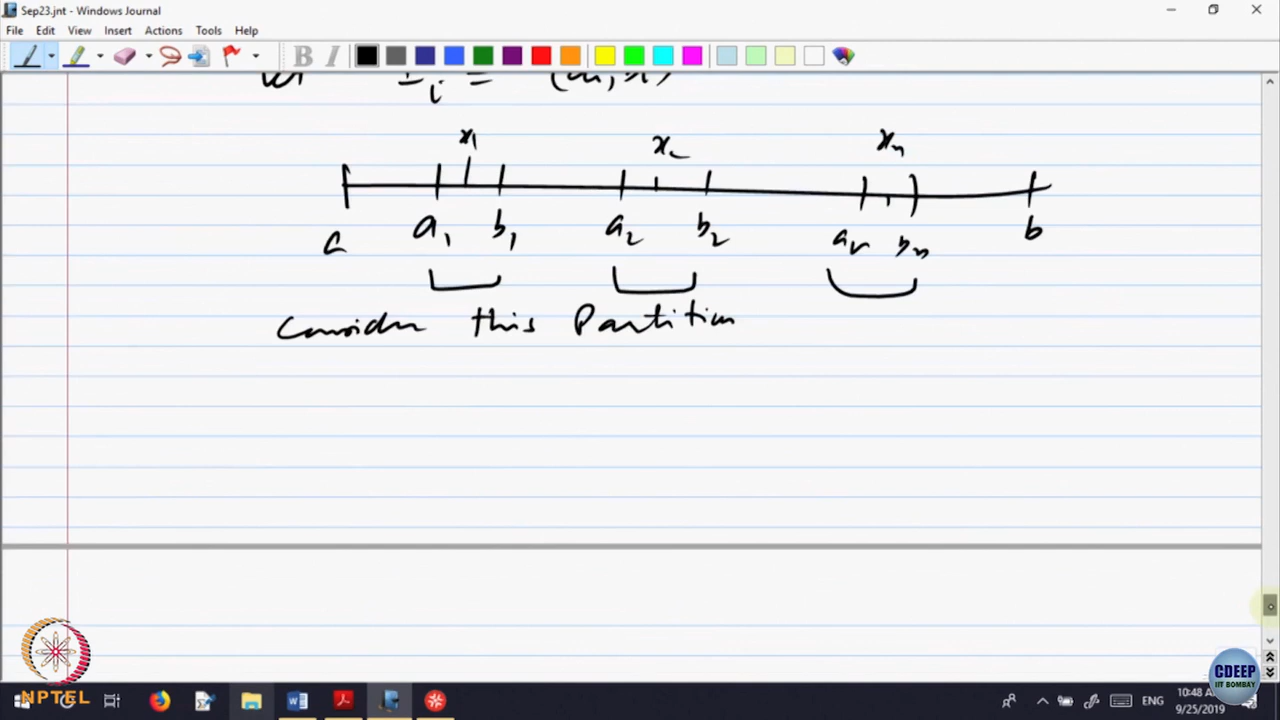 Sep23.jnt - Windows Journal
File Edit View Insert Actions Tools Help
B I
x1 x2 xn
a a1 b1 a2 b2 an bn b
Consider this Partition
NPTEL
CDEEP
IIT BOMBAY
ENG
10:48
9/25/2019